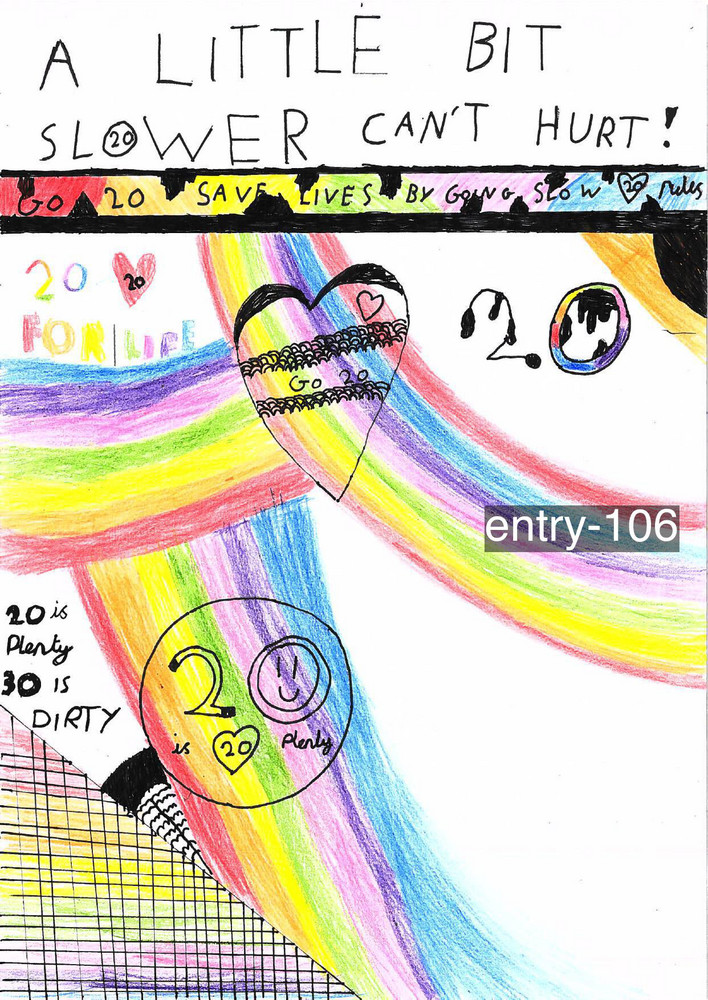 A LITTLE BIT
SL20WER CAN'T HURT!
GO 20 SAVE LIVES BY GOING SLOW 20 rules
20 20
FOR LIFE
GO 20
20
entry-106
20 is
Plenty
30 IS
DIRTY
20
is 20 Plenty